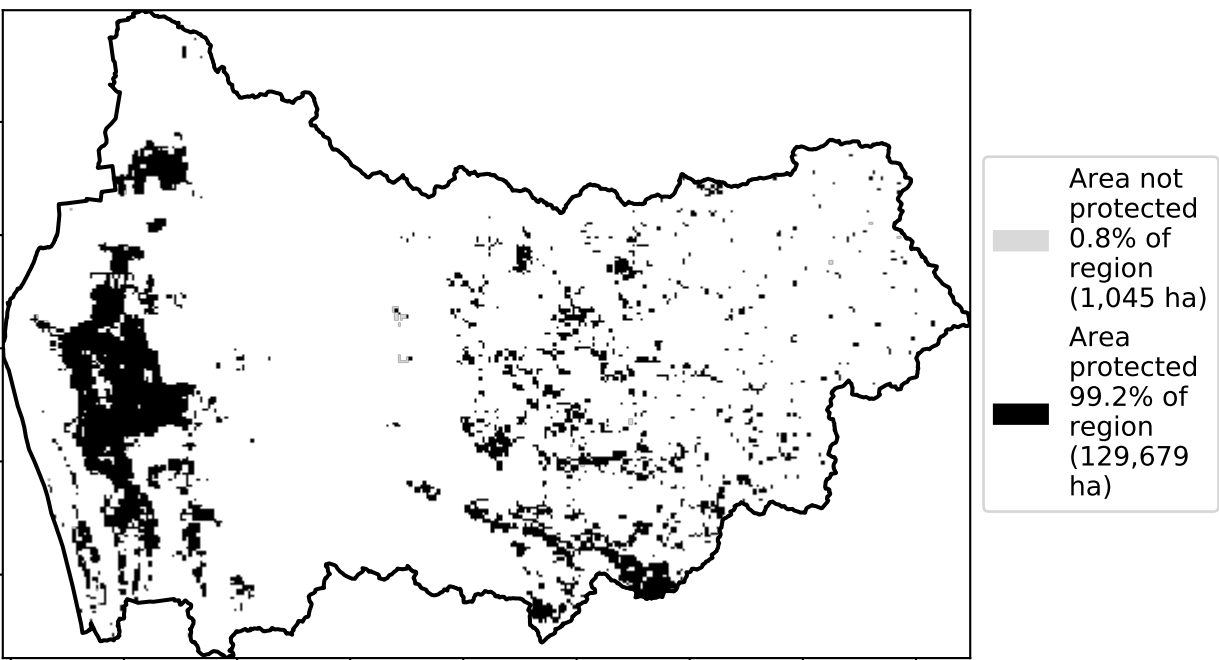 Area not
protected
0.8% of
region
(1,045 ha)
Area
protected
99.2% of
region
(129,679
ha)